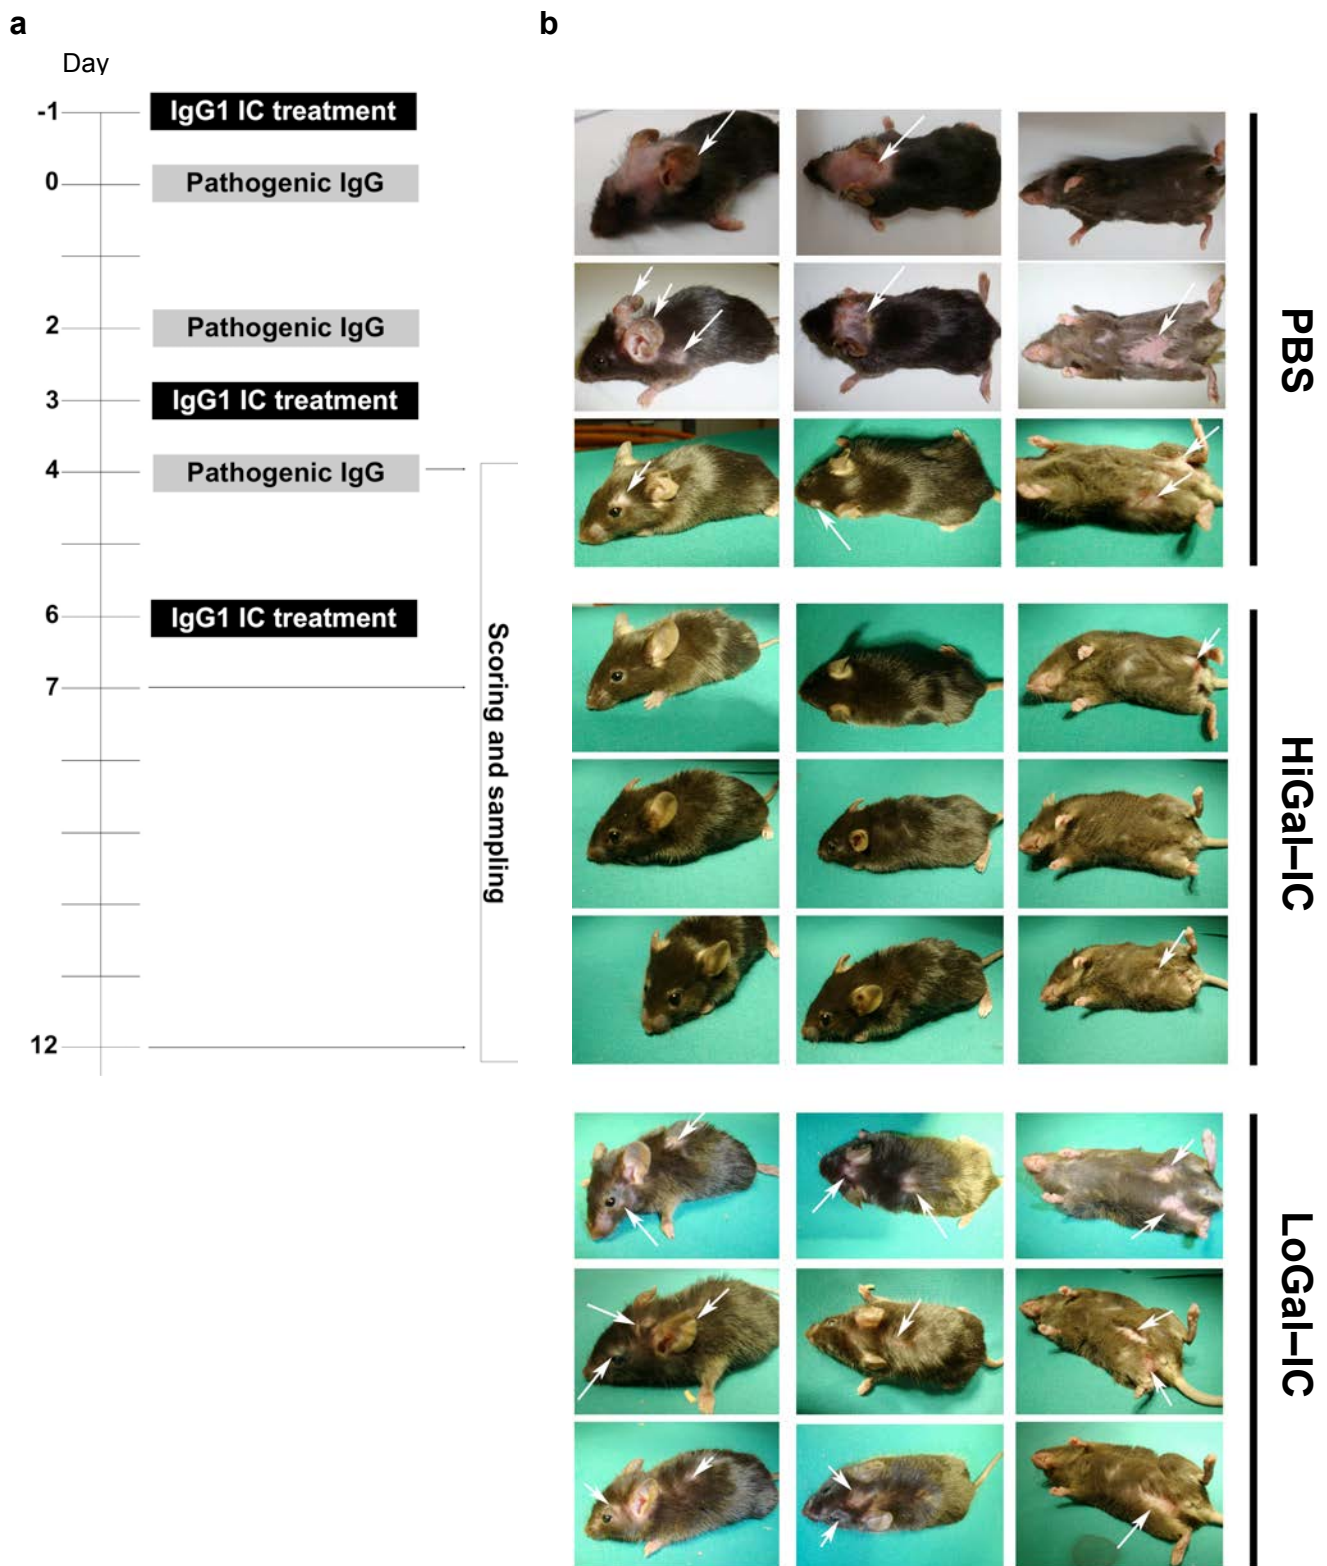 a
Day
-1
IgG1 IC treatment
0
Pathogenic IgG
2
Pathogenic IgG
3
IgG1 IC treatment
4
Pathogenic IgG
6
IgG1 IC treatment
7
12
Scoring and sampling
b
PBS
HiGal–IC
LoGal–IC